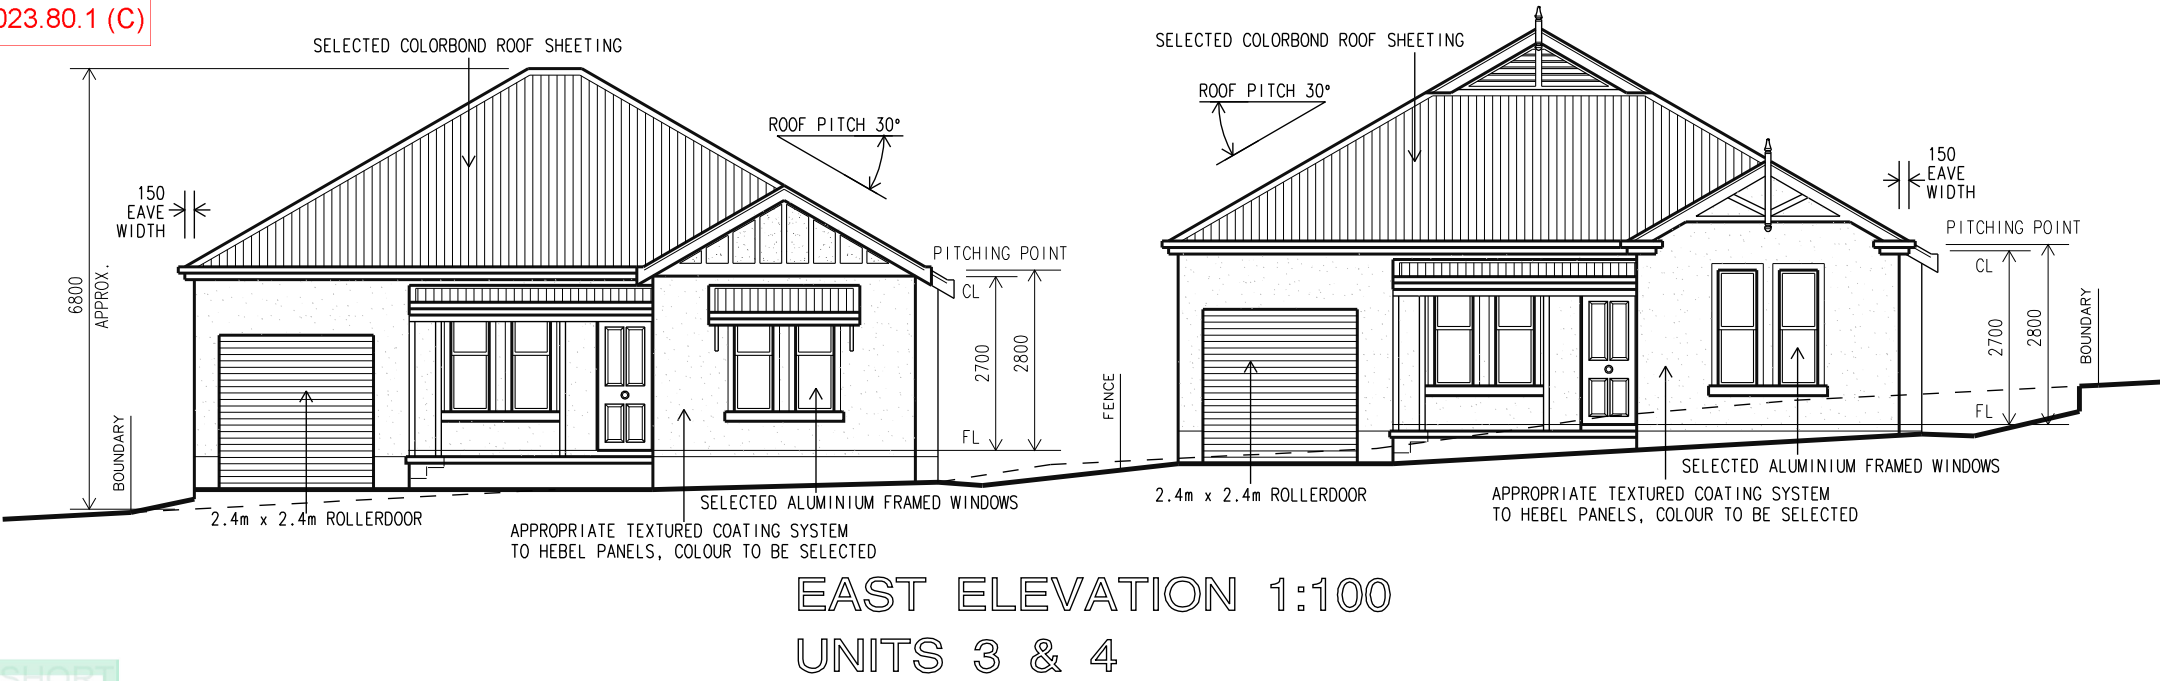 023.80.1 (C)
SELECTED COLORBOND ROOF SHEETING
ROOF PITCH 30°
150
EAVE
WIDTH
6800
APPROX.
BOUNDARY
PITCHING POINT
CL
2700
2800
FL
FENCE
2.4m x 2.4m ROLLERDOOR
SELECTED ALUMINIUM FRAMED WINDOWS
APPROPRIATE TEXTURED COATING SYSTEM
TO HEBEL PANELS, COLOUR TO BE SELECTED
SELECTED COLORBOND ROOF SHEETING
ROOF PITCH 30°
150
EAVE
WIDTH
PITCHING POINT
CL
2700
2800
BOUNDARY
FL
2.4m x 2.4m ROLLERDOOR
SELECTED ALUMINIUM FRAMED WINDOWS
APPROPRIATE TEXTURED COATING SYSTEM
TO HEBEL PANELS, COLOUR TO BE SELECTED
EAST ELEVATION 1:100
UNITS 3 & 4
SHORT